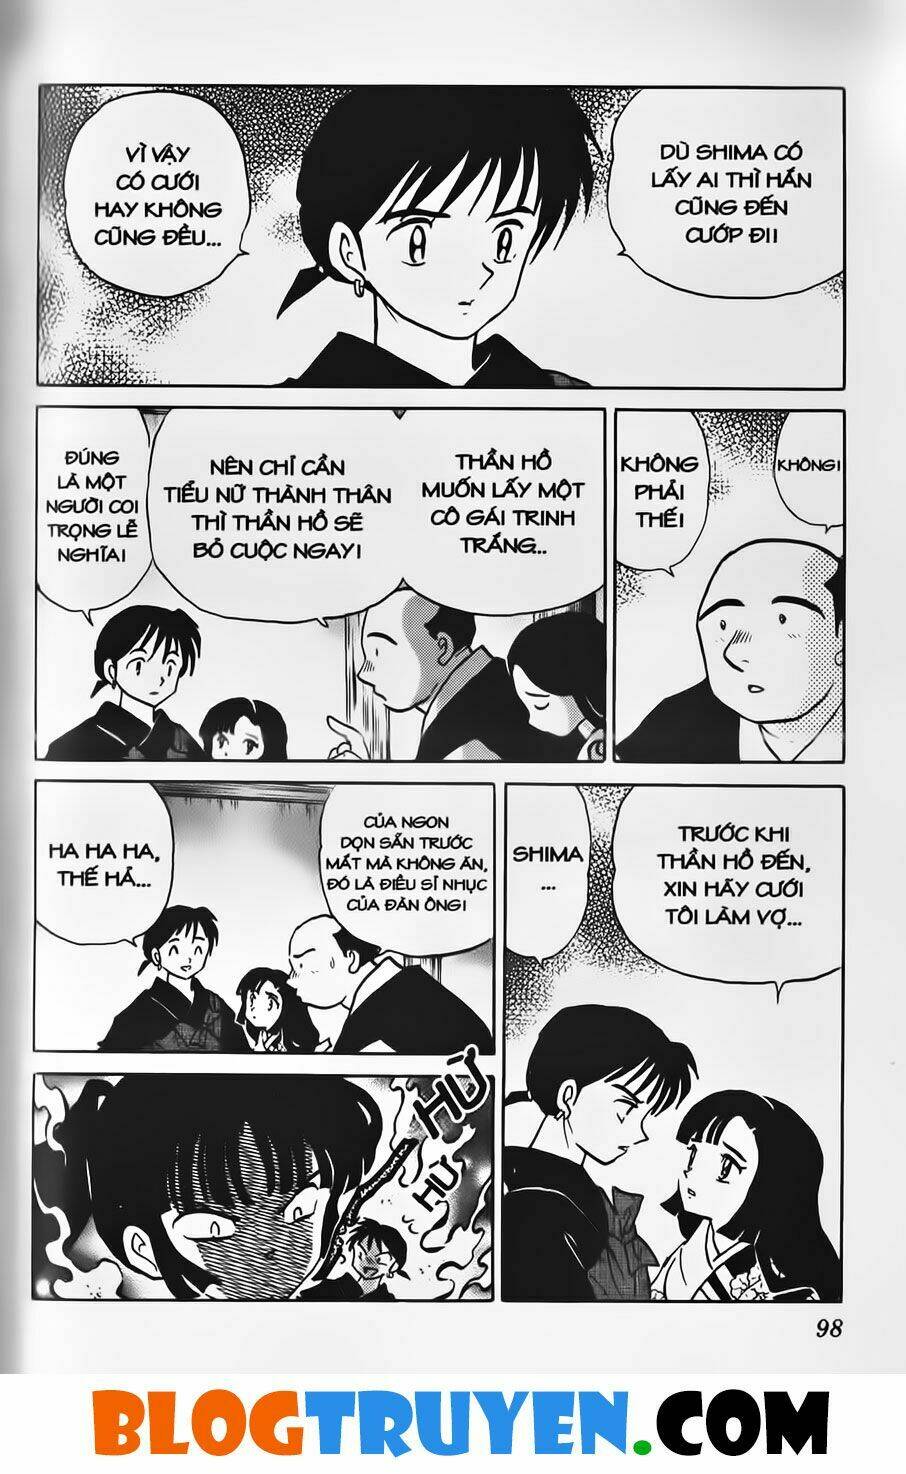 DÙ SHIMA CÓ
LẤY AI THÌ HẮN
CŨNG ĐẾN
CƯỚP ĐI!
VÌ VẬY
CÓ CƯỚI
HAY KHÔNG
CŨNG ĐỀU...
KHÔNG!
KHÔNG
PHẢI
THẾ!
THẦN HỒ
MUỐN LẤY MỘT
CÔ GÁI TRINH
TRẮNG..
NÊN CHỈ CẦN
TIỂU NỮ THÀNH THÂN
THÌ THẦN HỒ SẼ
BỎ CUỘC NGAY!
ĐÚNG
LÀ MỘT
NGƯỜI COI
TRỌNG LỄ
NGHĨA!
TRƯỚC KHI
THẦN HỒ ĐẾN,
XIN HÃY CƯỚI
TÔI LÀM VỢ...
SHIMA
...
CỦA NGON
DỌN SẴN TRƯỚC
MẮT MÀ KHÔNG ĂN,
ĐÓ LÀ ĐIỀU SỈ NHỤC
CỦA ĐÀN ÔNG!
HA HA HA,
THẾ HẢ...
HỪ
HỪ
98
BLOGTRUYEN.COM